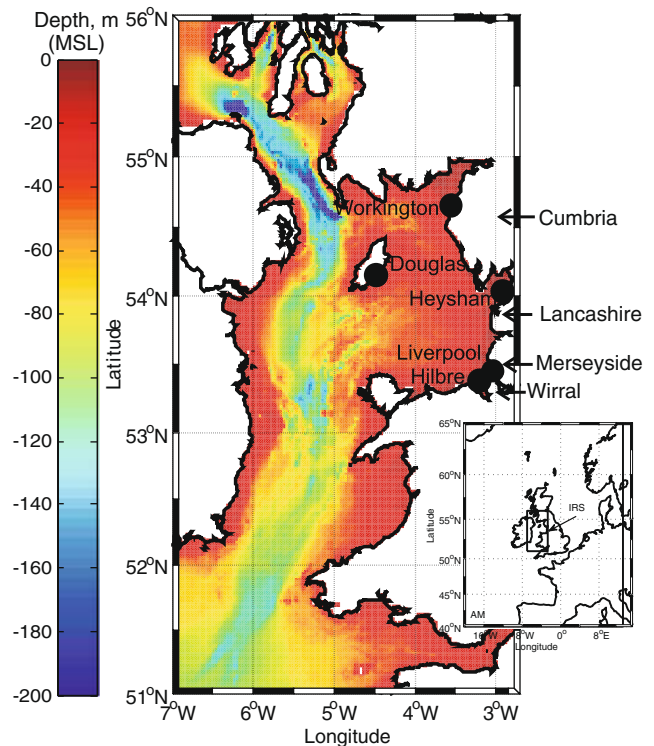 Depth, m
(MSL)
0
-20
-40
-60
-80
-100
-120
-140
-160
-180
-200
Latitude
56°N
55°N
54°N
53°N
52°N
51°N
7°W
6°W
5°W
4°W
3°W
Longitude
Workington
Douglas
Heysham
Liverpool
Hilbre
Cumbria
Lancashire
Merseyside
Wirral
65°N
60°N
55°N
50°N
45°N
40°N
Latitude
IRS
AM
16°W
8°W
0°
8°E
Longitude